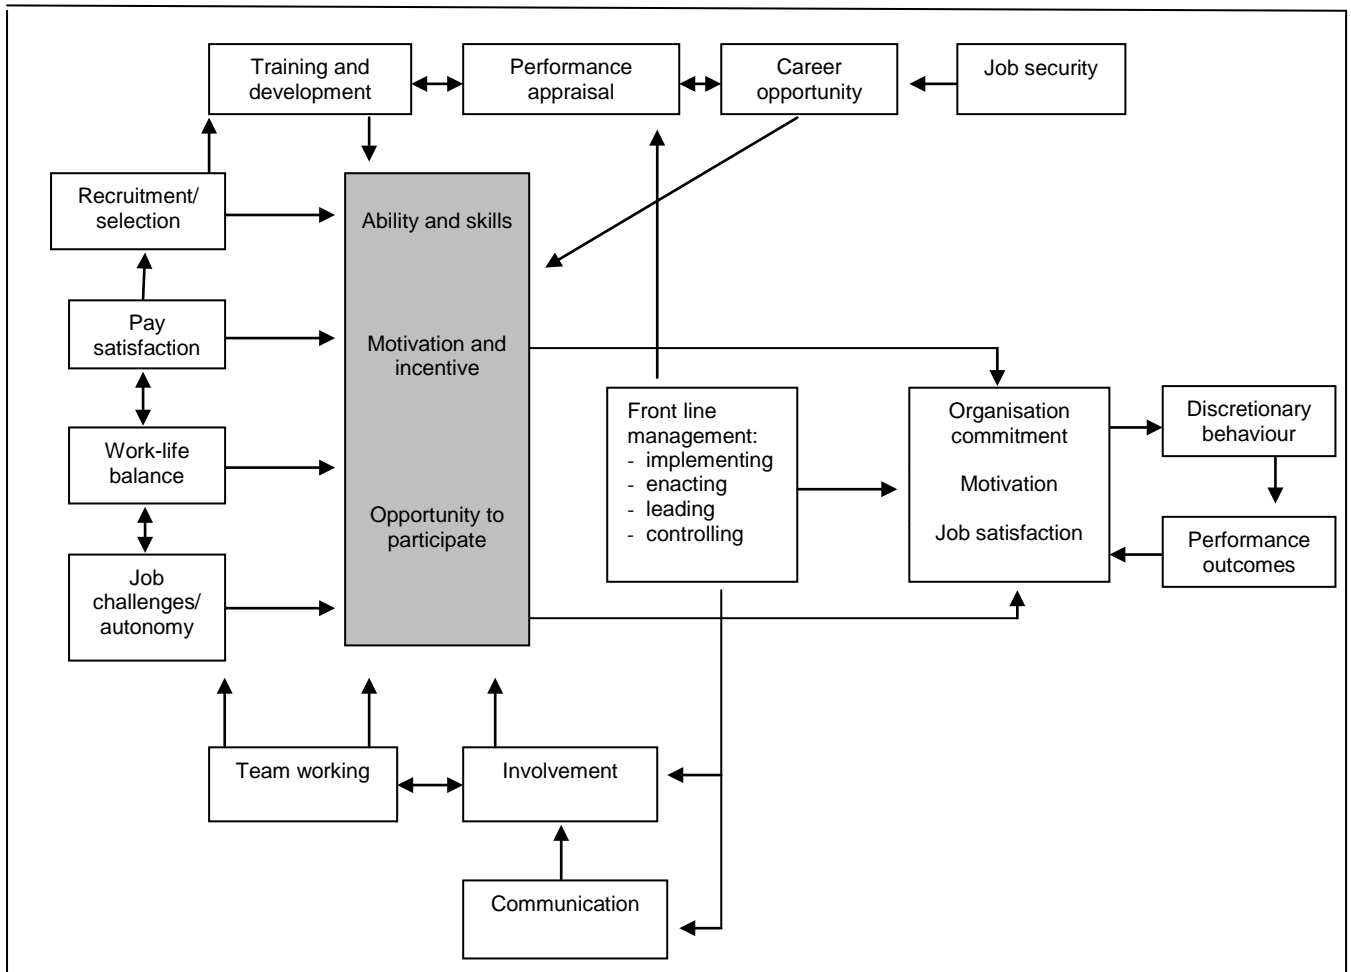 Training and
development
Performance
appraisal
Career
opportunity
Job security
Recruitment/
selection
Ability and skills
Pay
satisfaction
Motivation and
incentive
Work-life
balance
Opportunity to
participate
Job
challenges/
autonomy
Front line
management:
- implementing
- enacting
- leading
- controlling
Organisation
commitment
Motivation
Job satisfaction
Discretionary
behaviour
Performance
outcomes
Team working
Involvement
Communication